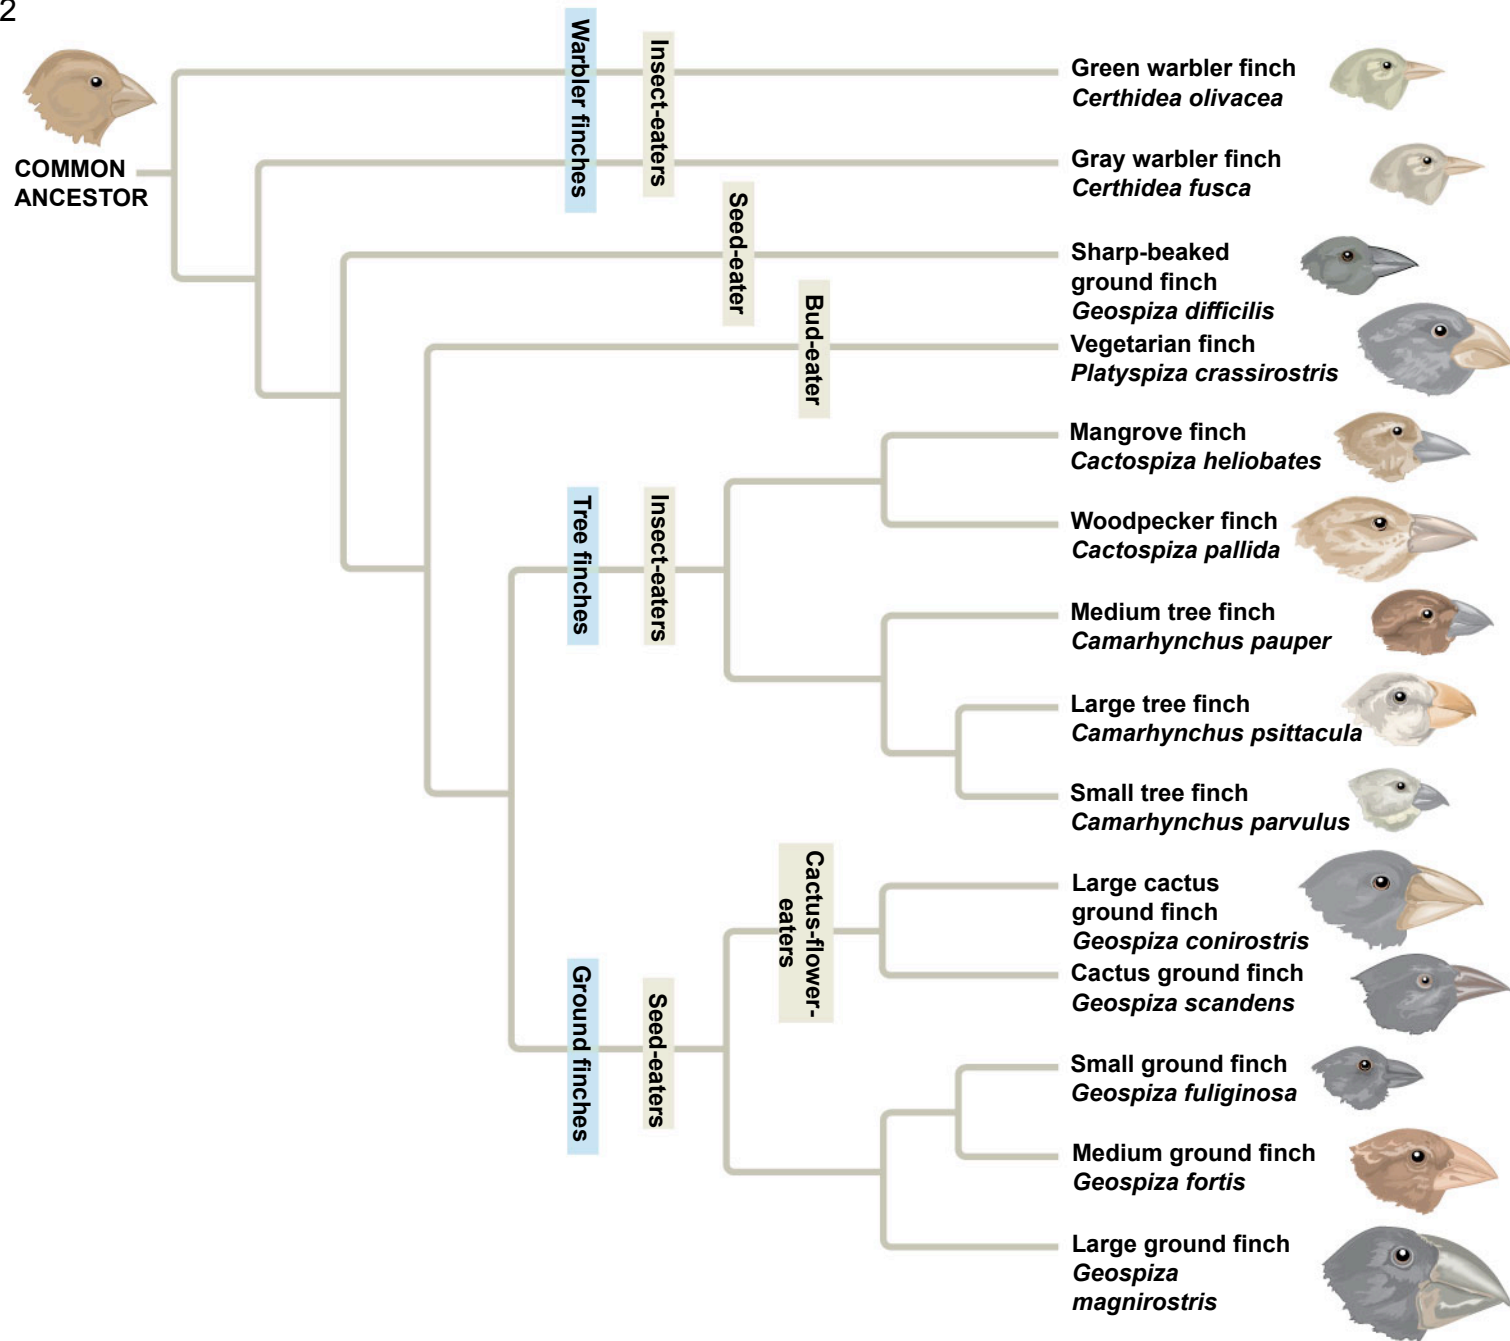 2
COMMON
ANCESTOR
Warbler finches
Insect-eaters
Seed-eater
Bud-eater
Tree finches
Insect-eaters
Cactus-flower-
eaters
Ground finches
Seed-eaters
Green warbler finch
Certhidea olivacea
Gray warbler finch
Certhidea fusca
Sharp-beaked
ground finch
Geospiza difficilis
Vegetarian finch
Platyspiza crassirostris
Mangrove finch
Cactospiza heliobates
Woodpecker finch
Cactospiza pallida
Medium tree finch
Camarhynchus pauper
Large tree finch
Camarhynchus psittacula
Small tree finch
Camarhynchus parvulus
Large cactus
ground finch
Geospiza conirostris
Cactus ground finch
Geospiza scandens
Small ground finch
Geospiza fuliginosa
Medium ground finch
Geospiza fortis
Large ground finch
Geospiza
magnirostris